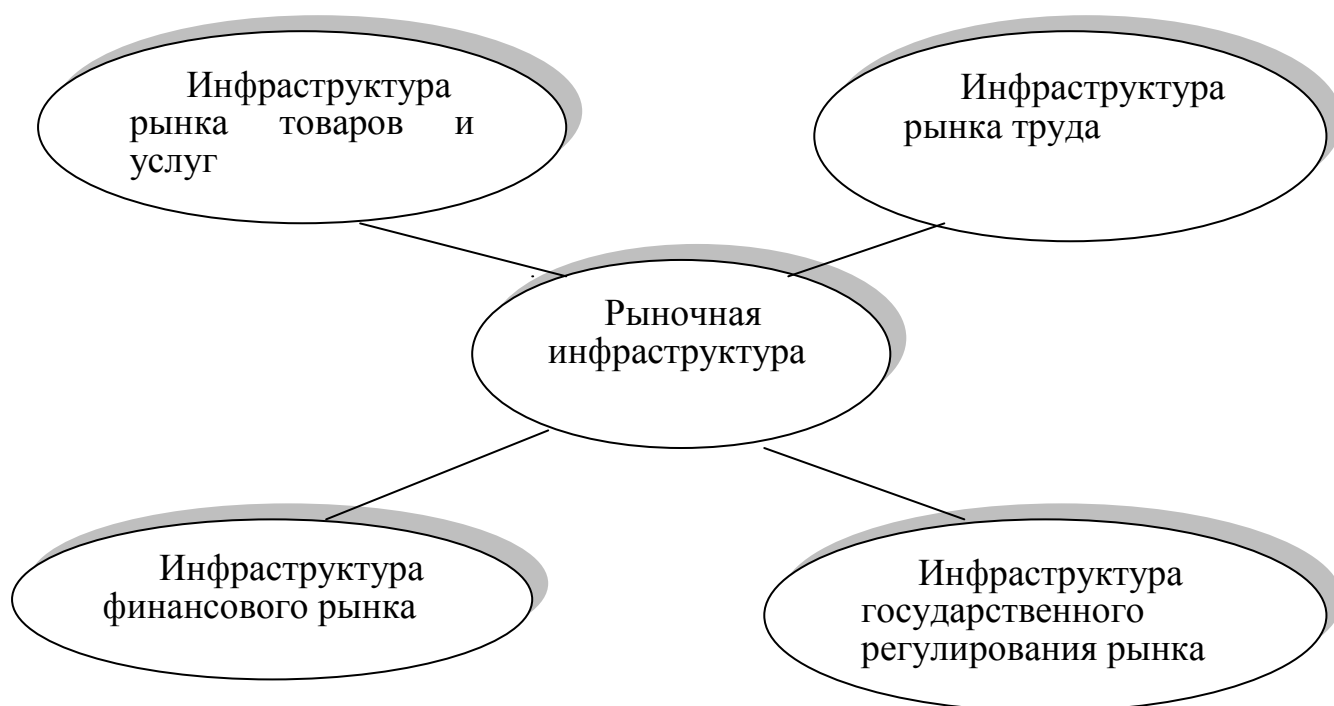 Инфраструктура
рынка товаров и
услуг
Инфраструктура
рынка труда
Рыночная
инфраструктура
Инфраструктура
финансового рынка
Инфраструктура
государственного
регулирования рынка